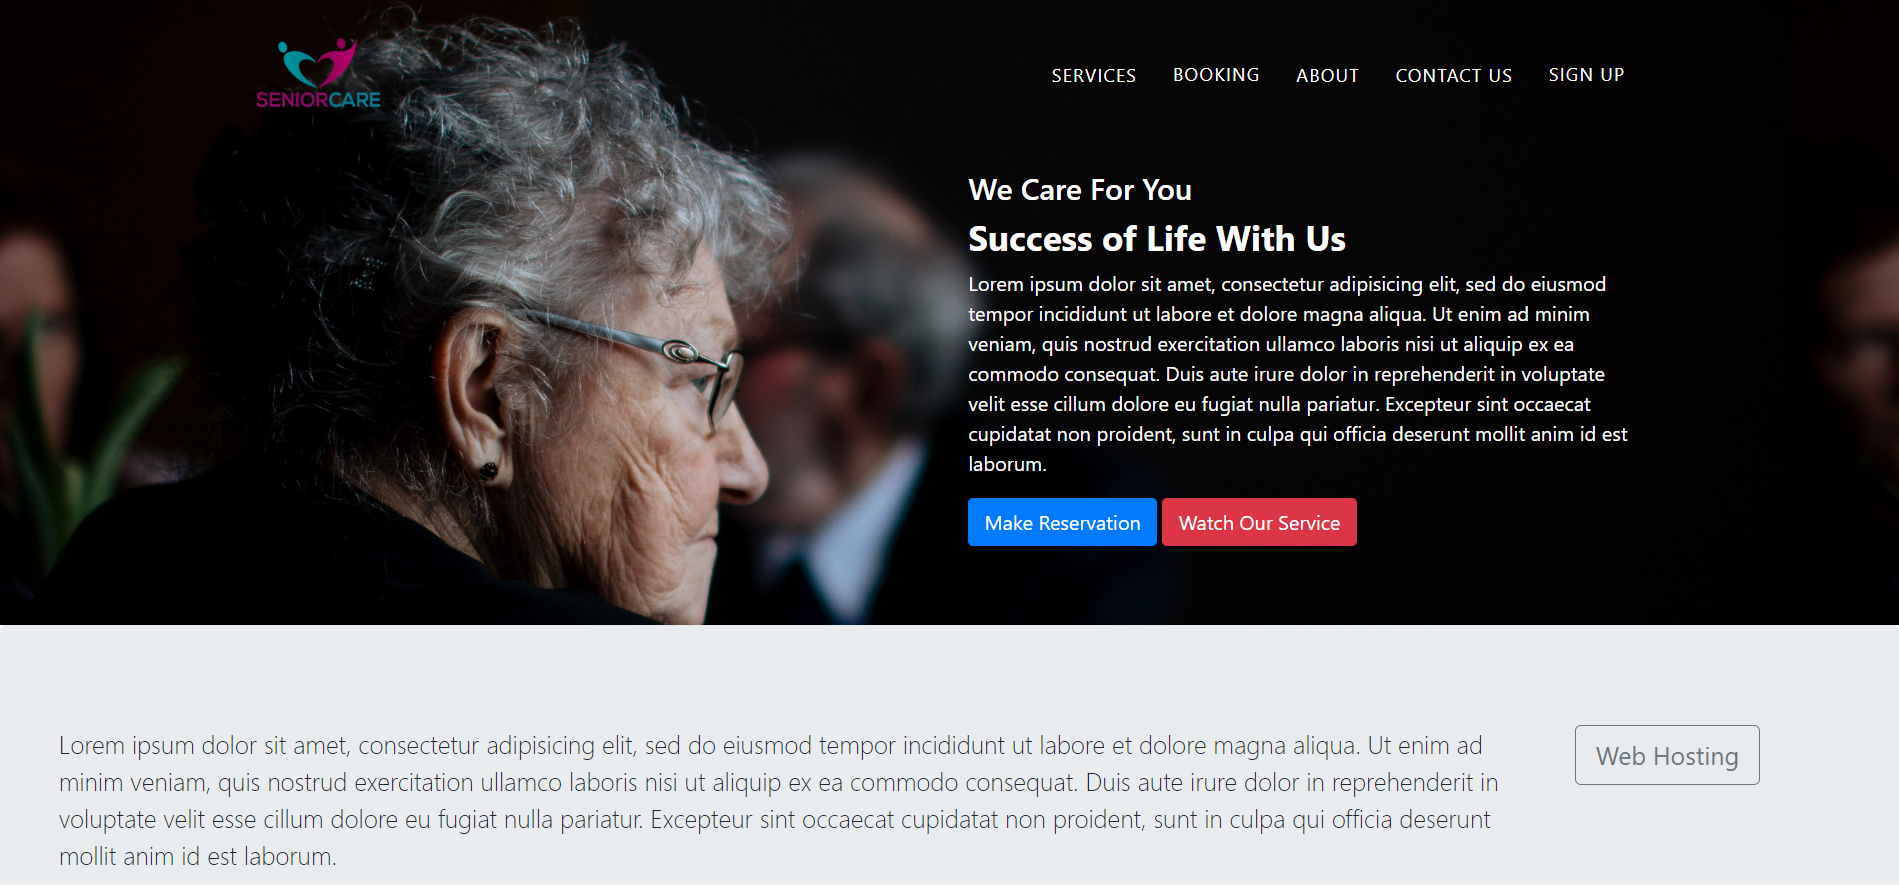 SENIORCARE
SERVICES
BOOKING
ABOUT
CONTACT US
SIGN UP
We Care For You
Success of Life With Us
Lorem ipsum dolor sit amet, consectetur adipisicing elit, sed do eiusmod
tempor incididunt ut labore et dolore magna aliqua. Ut enim ad minim
veniam, quis nostrud exercitation ullamco laboris nisi ut aliquip ex ea
commodo consequat. Duis aute irure dolor in reprehenderit in voluptate
velit esse cillum dolore eu fugiat nulla pariatur. Excepteur sint occaecat
cupidatat non proident, sunt in culpa qui officia deserunt mollit anim id est
laborum.
Make Reservation
Watch Our Service
Lorem ipsum dolor sit amet, consectetur adipisicing elit, sed do eiusmod tempor incididunt ut labore et dolore magna aliqua. Ut enim ad
minim veniam, quis nostrud exercitation ullamco laboris nisi ut aliquip ex ea commodo consequat. Duis aute irure dolor in reprehenderit in
voluptate velit esse cillum dolore eu fugiat nulla pariatur. Excepteur sint occaecat cupidatat non proident, sunt in culpa qui officia deserunt
mollit anim id est laborum.
Web Hosting